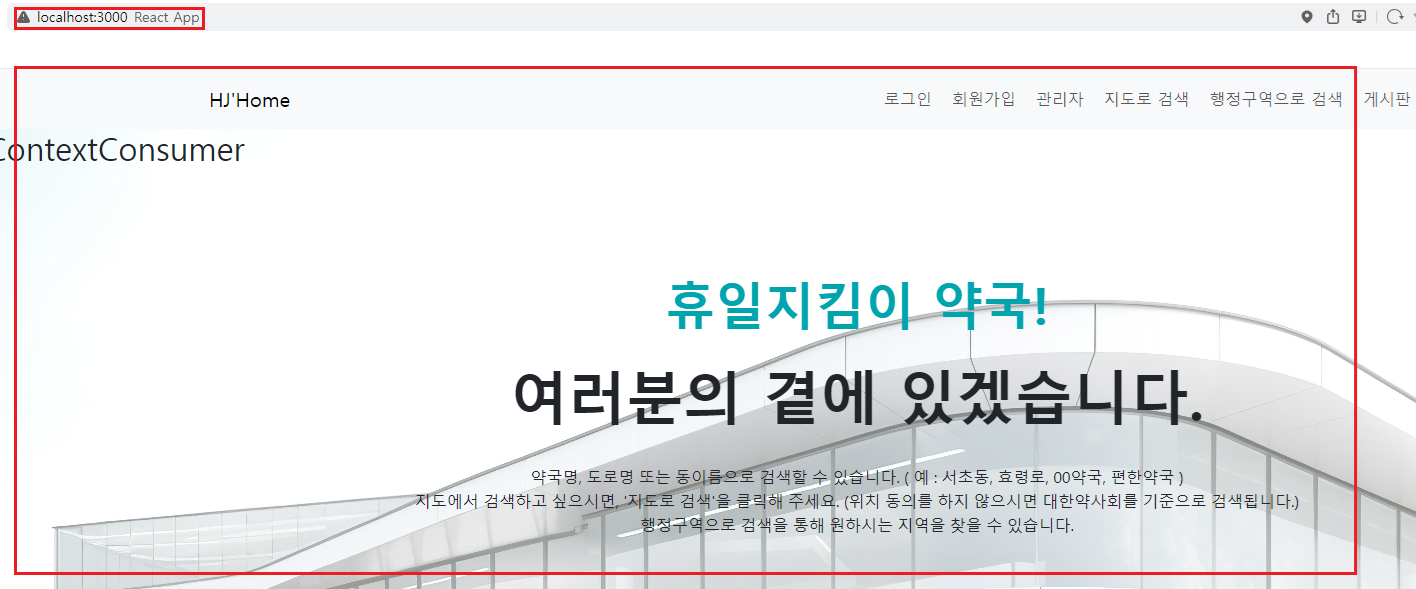 localhost:3000 React App
HJ'Home 로그인 회원가입 관리자 지도로 검색 행정구역으로 검색 게시판
ContextConsumer
휴일지킴이 약국!
여러분의 곁에 있겠습니다.
약국명, 도로명 또는 동이름으로 검색할 수 있습니다. ( 예 : 서초동, 효령로, 00약국, 편한약국 )
지도에서 검색하고 싶으시면, '지도로 검색'을 클릭해 주세요. (위치 동의를 하지 않으시면 대한약사회를 기준으로 검색됩니다.)
행정구역으로 검색을 통해 원하시는 지역을 찾을 수 있습니다.